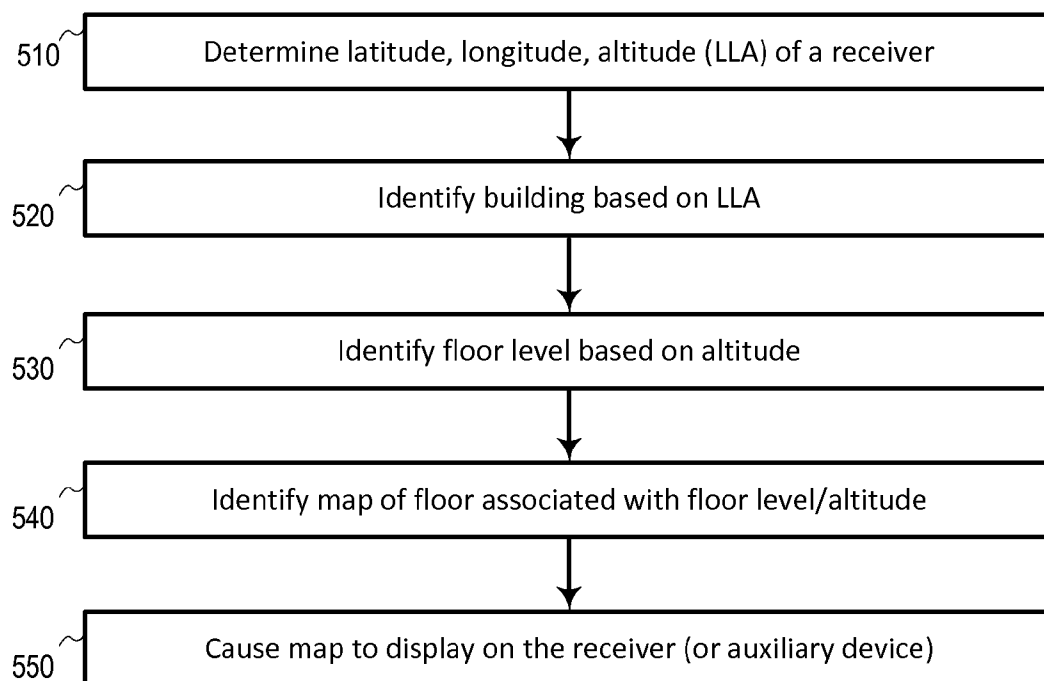 510
Determine latitude, longitude, altitude (LLA) of a receiver
520
Identify building based on LLA
530
Identify floor level based on altitude
540
Identify map of floor associated with floor level/altitude
550
Cause map to display on the receiver (or auxiliary device)